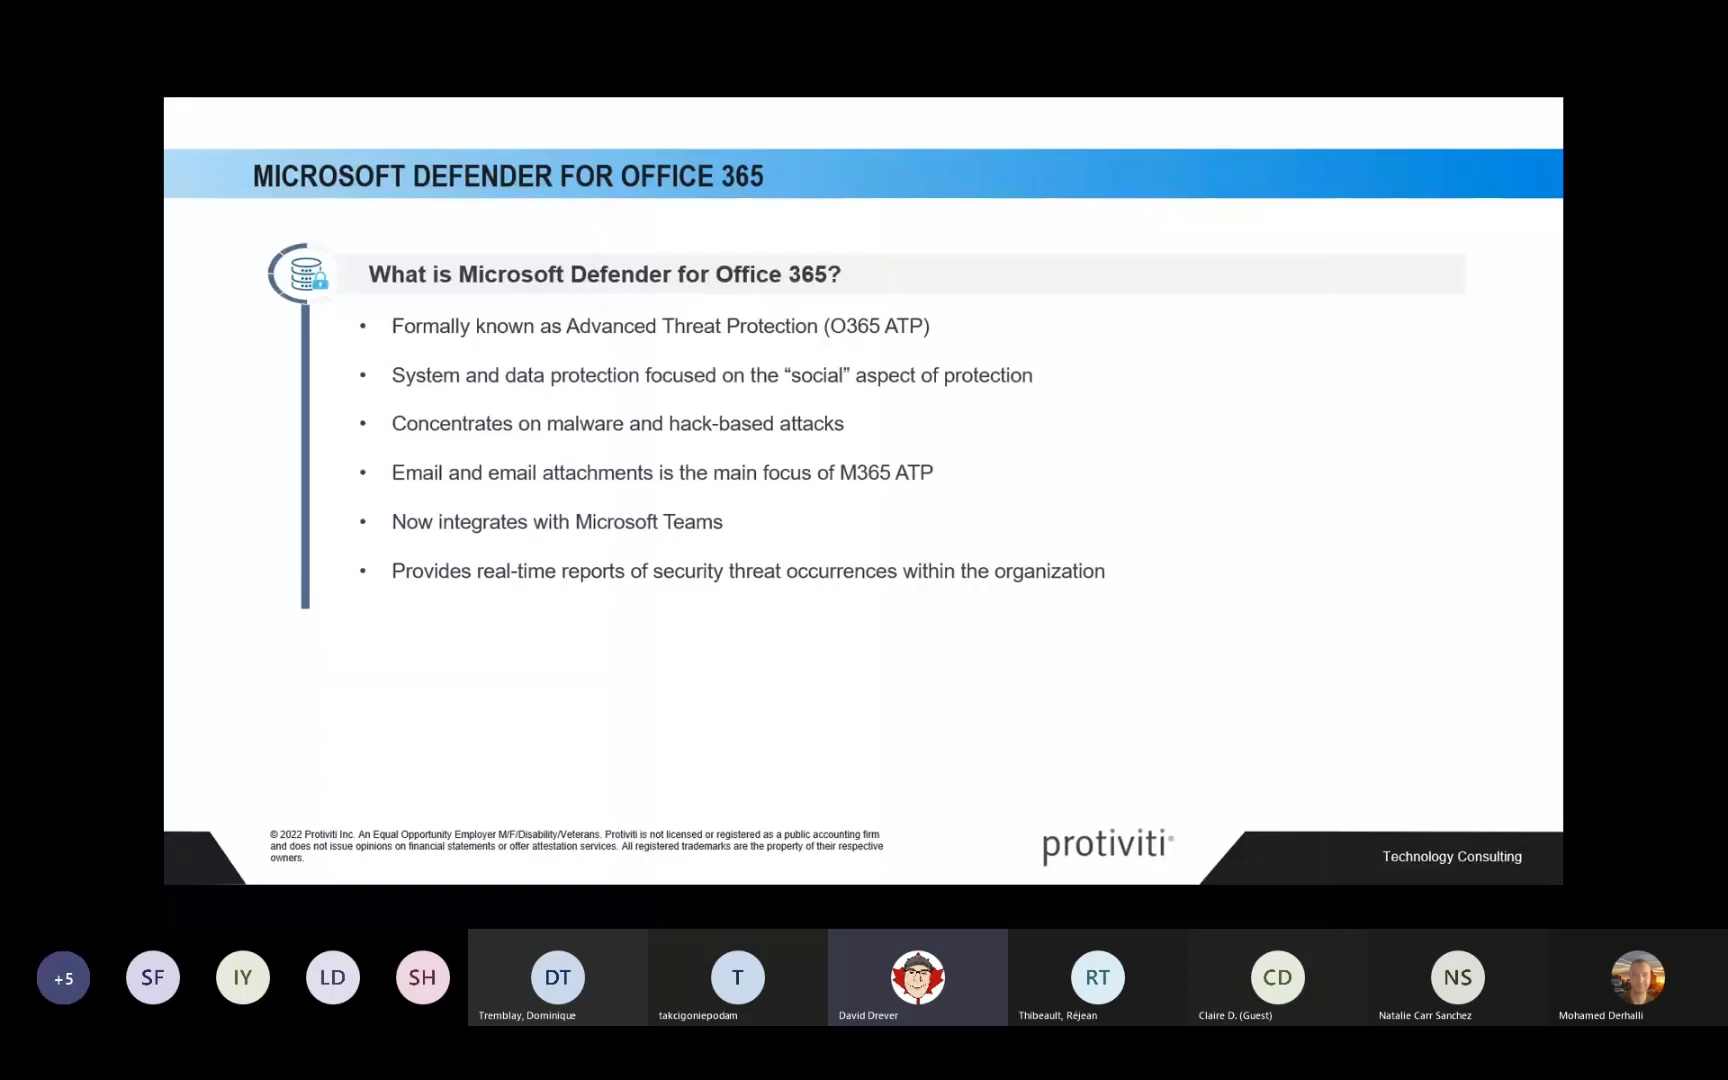 MICROSOFT DEFENDER FOR OFFICE 365
What is Microsoft Defender for Office 365?
• Formally known as Advanced Threat Protection (O365 ATP)
• System and data protection focused on the “social” aspect of protection
• Concentrates on malware and hack-based attacks
• Email and email attachments is the main focus of M365 ATP
• Now integrates with Microsoft Teams
• Provides real-time reports of security threat occurrences within the organization
© 2022 Protiviti Inc. An Equal Opportunity Employer M/F/Disability/Veterans. Protiviti is not licensed or registered as a public accounting firm
and does not issue opinions on financial statements or offer attestation services. All registered trademarks are the property of their respective
owners.
protiviti®
Technology Consulting
+5
SF
IY
LD
SH
DT
Tremblay, Dominique
T
takcigoniepodam
David Drever
RT
Thibeault, Réjean
CD
Claire D. (Guest)
NS
Natalie Carr Sanchez
Mohamed Derhalli